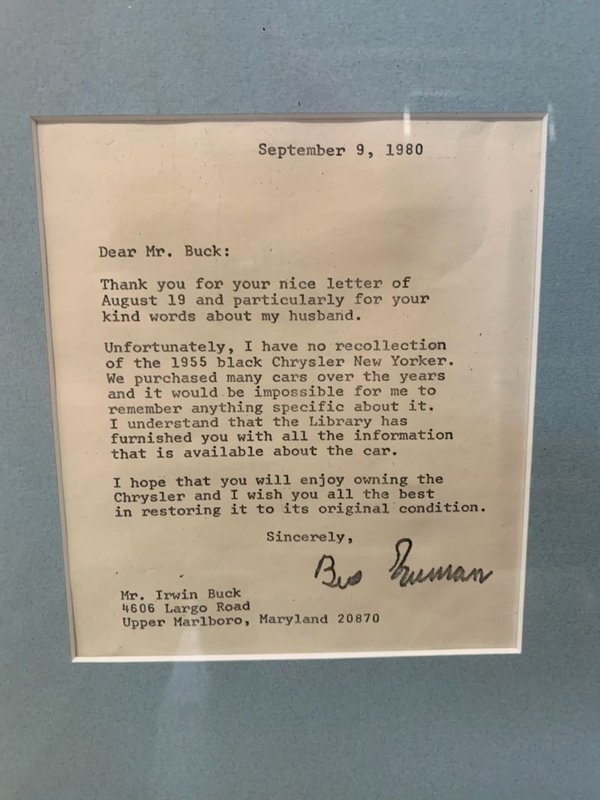 September 9, 1980
Dear Mr. Buck:
Thank you for your nice letter of
August 19 and particularly for your
kind words about my husband.
Unfortunately, I have no recollection
of the 1955 black Chrysler New Yorker.
We purchased many cars over the years
and it would be impossible for me to
remember anything specific about it.
I understand that the Library has
furnished you with all the information
that is available about the car.
I hope that you will enjoy owning the
Chrysler and I wish you all the best
in restoring it to its original condition.
Sincerely,
Bess Truman
Mr. Irwin Buck
4606 Largo Road
Upper Marlboro, Maryland 20870